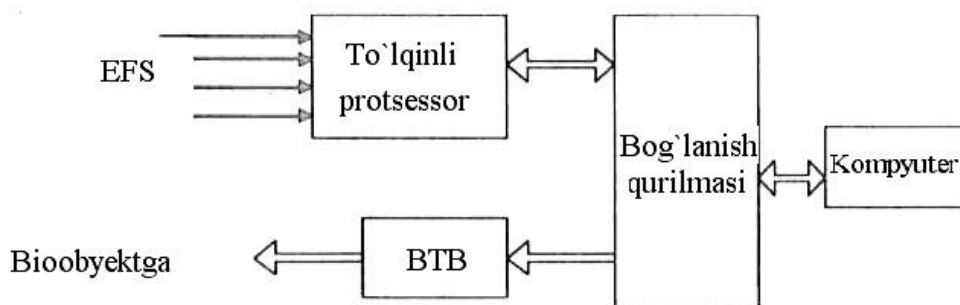 EFS
To`lqinli
protsessor
Bog`lanish
qurilmasi
Kompyuter
Bioobyektga
BTB